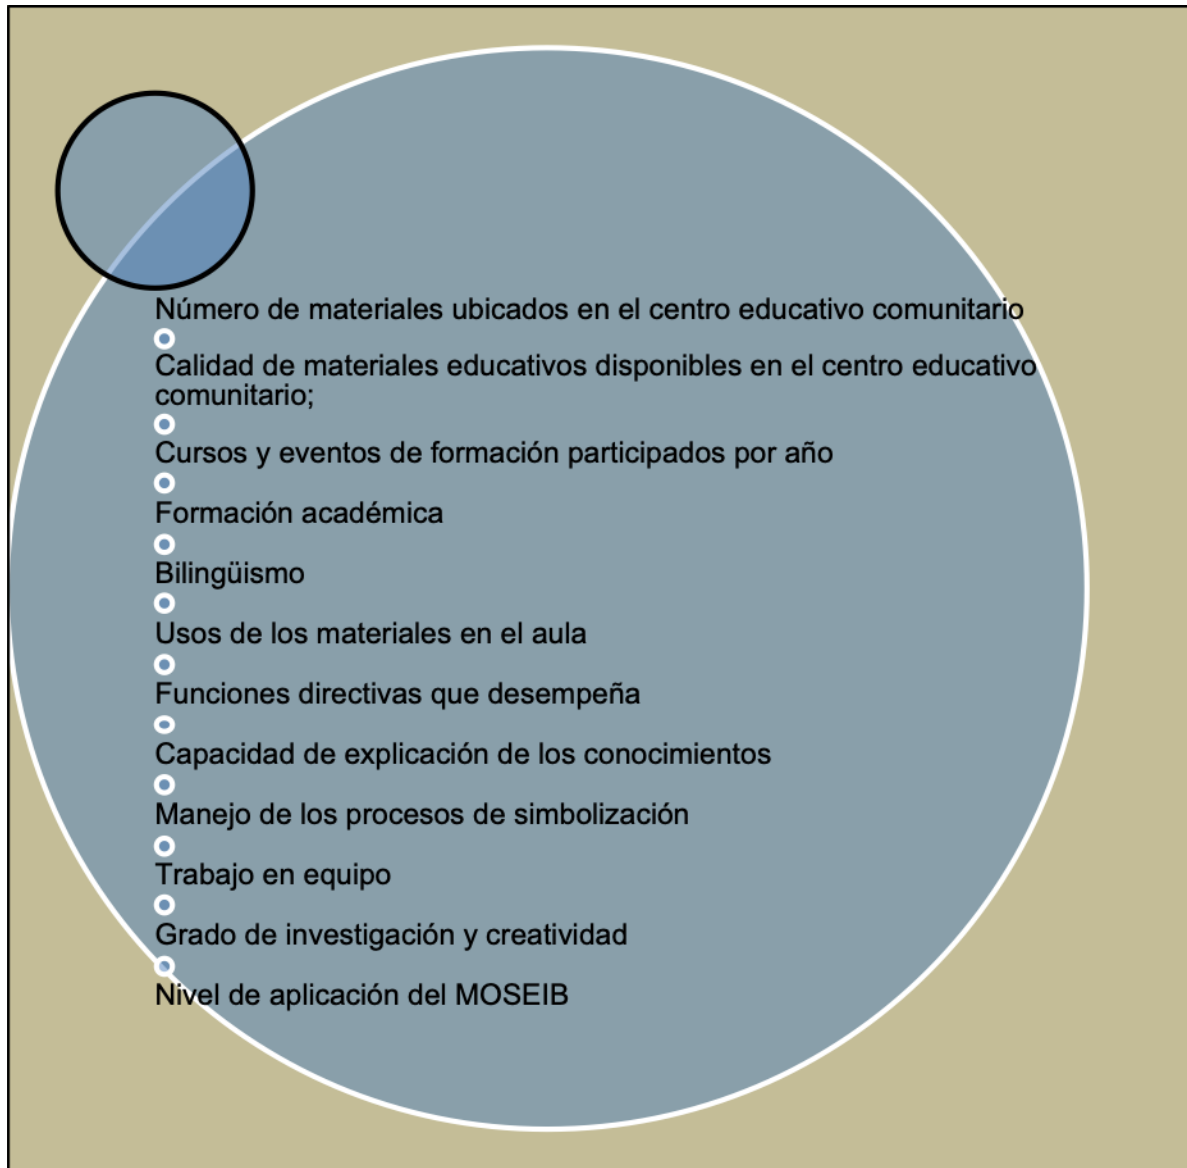 Número de materiales ubicados en el centro educativo comunitario
Calidad de materiales educativos disponibles en el centro educativo
comunitario;
Cursos y eventos de formación participados por año
Formación académica
Bilingüismo
Usos de los materiales en el aula
Funciones directivas que desempeña
Capacidad de explicación de los conocimientos
Manejo de los procesos de simbolización
Trabajo en equipo
Grado de investigación y creatividad
Nivel de aplicación del MOSEIB